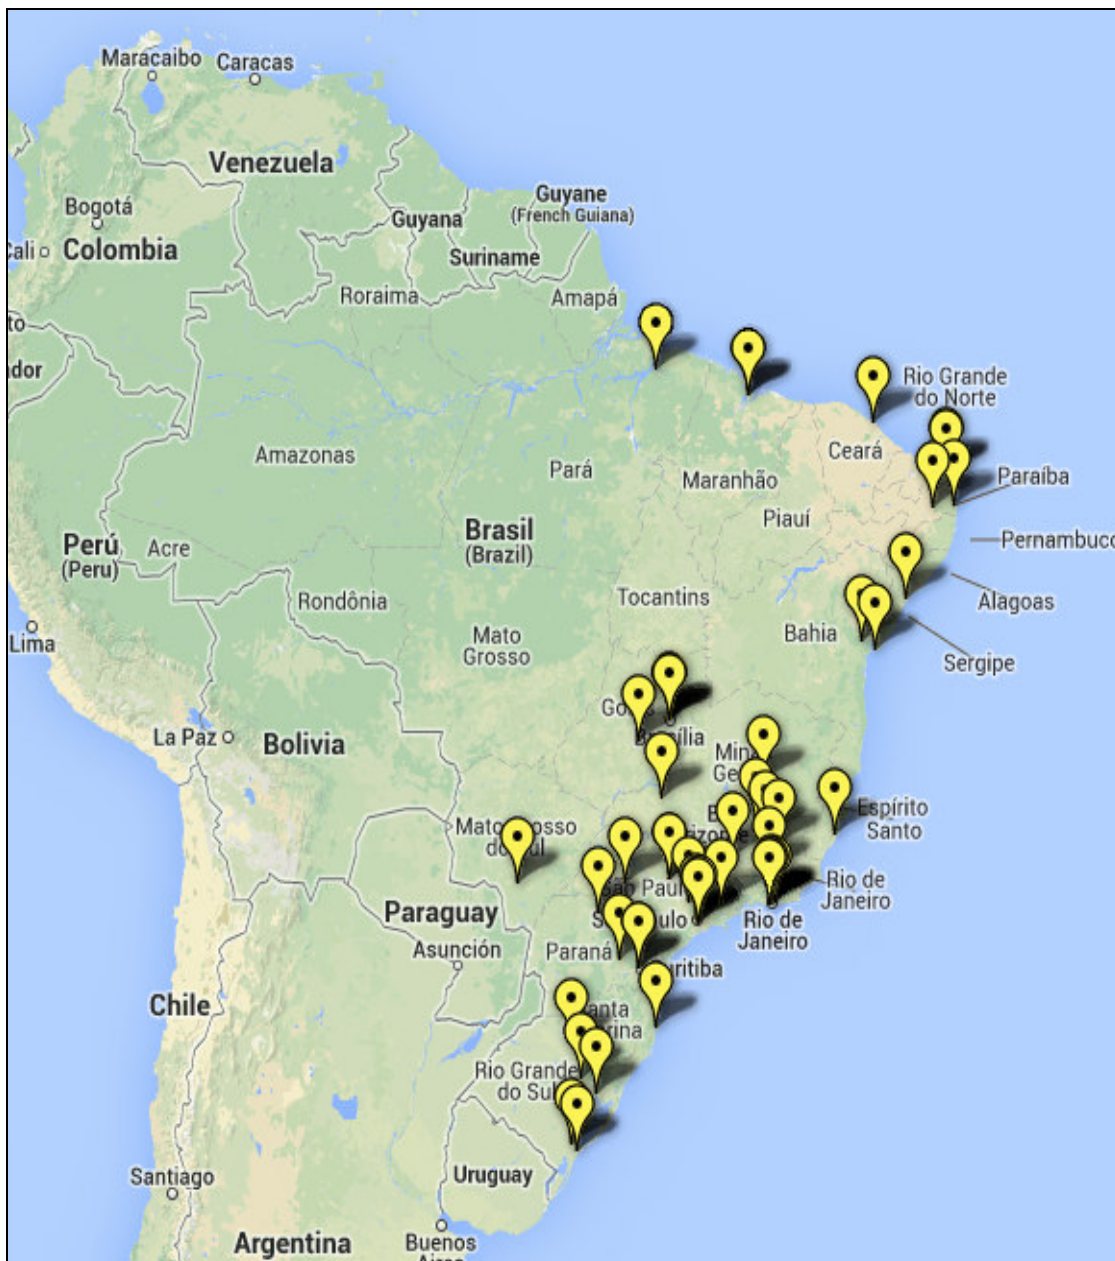 Maracaibo
Caracas
Venezuela
Bogotá
Cali
Colombia
Guyana
Guyane
(French Guiana)
Suriname
Roraima
Amapá
Rio Grande
do Norte
Ceará
Amazonas
Pará
Maranhão
Paraíba
Piauí
Brasil
(Brazil)
Perú
(Peru)
Acre
Pernambuco
Rondônia
Tocantins
Alagoas
Lima
Mato
Grosso
Bahia
Sergipe
La Paz
Bolivia
Espírito
Santo
Paraguay
Asunción
Paraná
Rio de
Janeiro
Rio de
Janeiro
Chile
Rio Grande
do Sul
Uruguay
Santiago
Argentina
Buenos